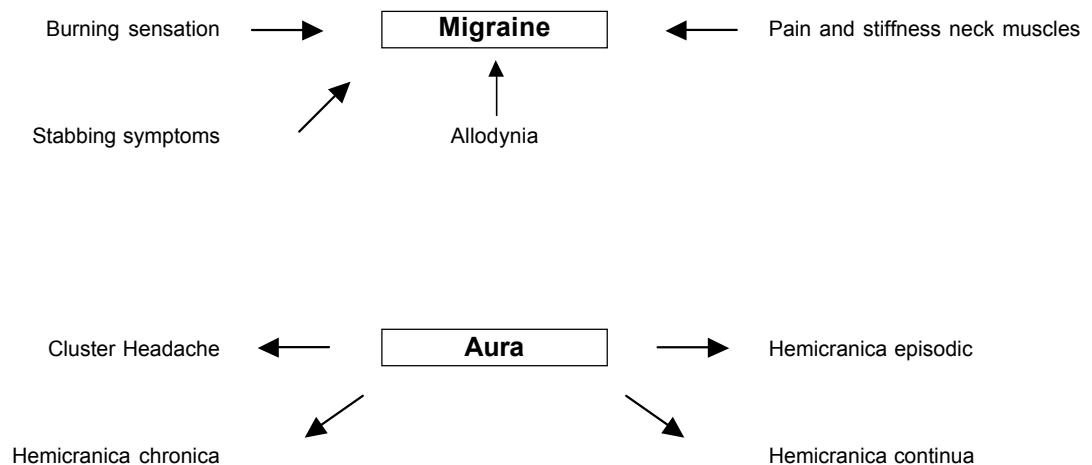 Burning sensation
Migraine
Pain and stiffness neck muscles
Stabbing symptoms
Allodynia
Cluster Headache
Aura
Hemicranica episodic
Hemicranica chronica
Hemicranica continua